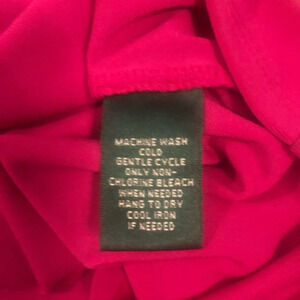 MACHINE WASH
COLD
GENTLE CYCLE
ONLY NON-
CHLORINE BLEACH
WHEN NEEDED
HANG TO DRY
COOL IRON
IF NEEDED